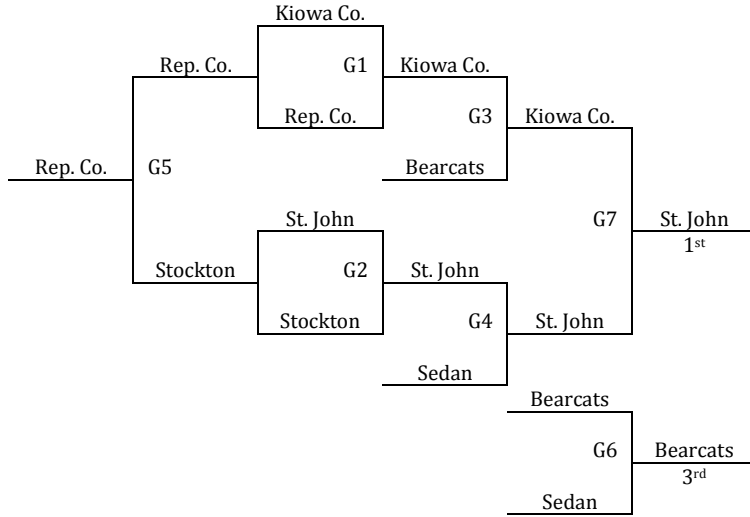 Kiowa Co.
Rep. Co.
G1
Kiowa Co.
Rep. Co.
G3
Kiowa Co.
Rep. Co.
G5
Bearcats
St. John
G7
St. John
1st
Stockton
G2
St. John
Stockton
G4
St. John
Sedan
Bearcats
G6
Bearcats
3rd
Sedan